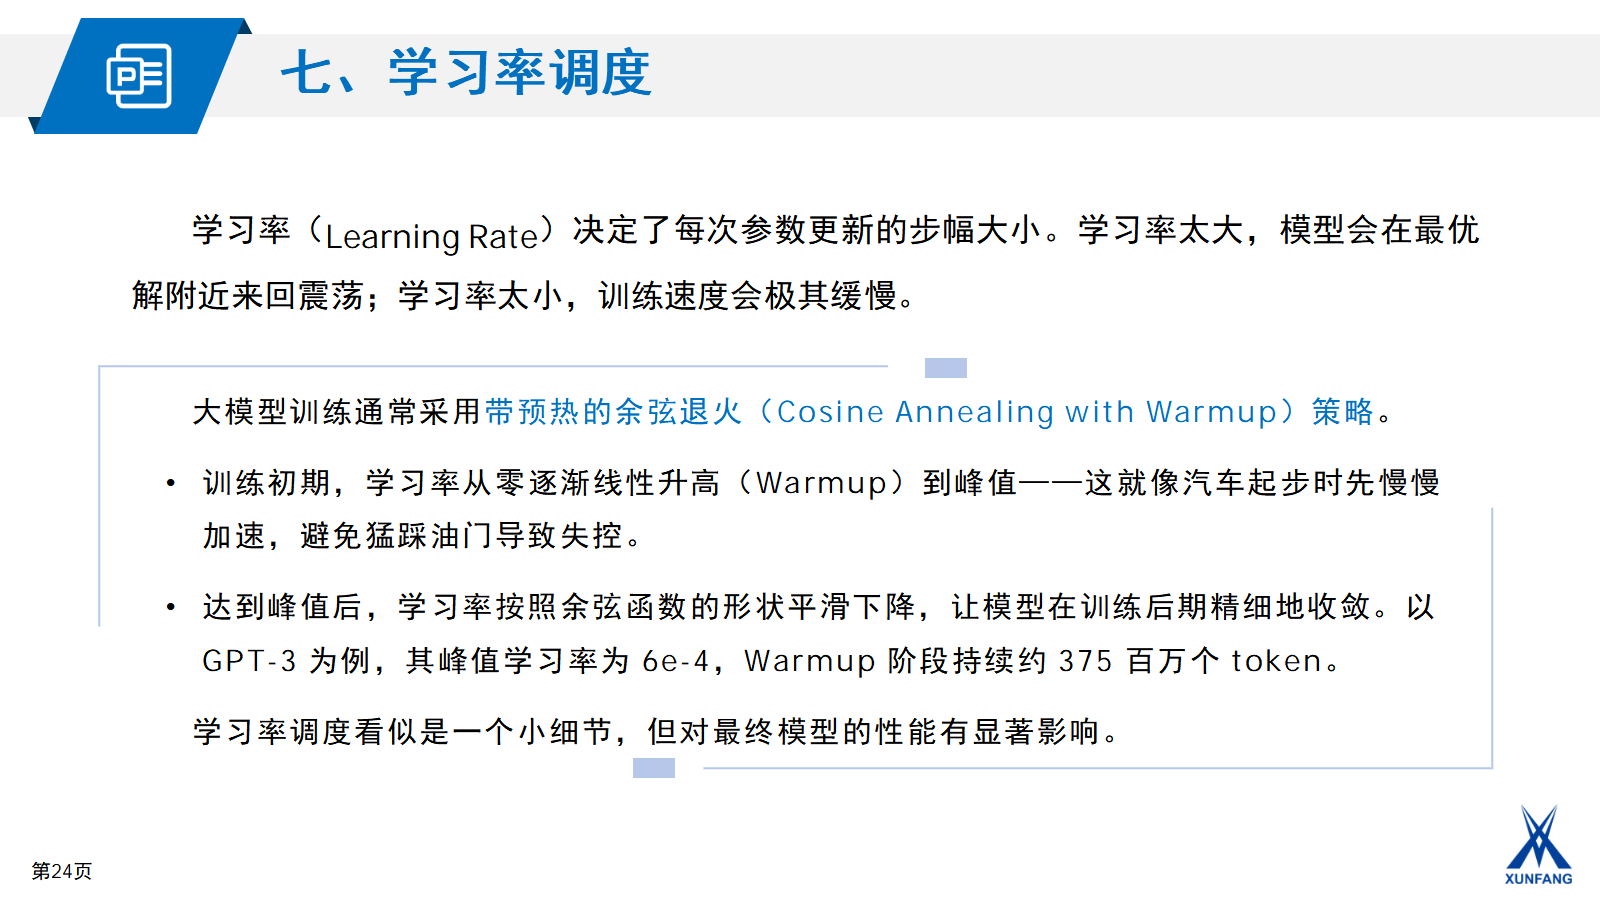 七、学习率调度
学习率（Learning Rate）决定了每次参数更新的步幅大小。学习率太大，模型会在最优
解附近来回震荡；学习率太小，训练速度会极其缓慢。
大模型训练通常采用带预热的余弦退火（Cosine Annealing with Warmup）策略。
• 训练初期，学习率从零逐渐线性升高（Warmup）到峰值——这就像汽车起步时先慢慢
加速，避免猛踩油门导致失控。
• 达到峰值后，学习率按照余弦函数的形状平滑下降，让模型在训练后期精细地收敛。以
GPT-3 为例，其峰值学习率为 6e-4，Warmup 阶段持续约 375 百万个 token。
学习率调度看似是一个小细节，但对最终模型的性能有显著影响。
第24页
XUNFANG